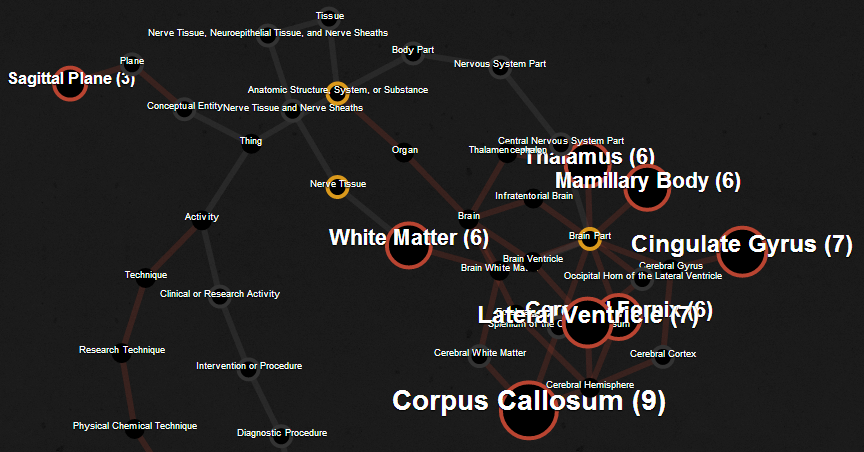 Tissue
Nerve Tissue, Neuroepithelial Tissue, and Nerve Sheaths
Body Part
Plane
Nervous System Part
Sagittal Plane (3)
Anatomic Structure, System, or Substance
Conceptual Entity
Nerve Tissue and Nerve Sheaths
Thing
Central Nervous System Part
Organ
Thalamencephalon
Thalamus (6)
Mamillary Body (6)
Nerve Tissue
Infratentorial Brain
Activity
Brain
White Matter (6)
Brain Part
Cingulate Gyrus (7)
Brain Ventricle
Cerebral Gyrus
Brain White Ma
Technique
Occipital Horn of the Lateral Ventricle
Clinical or Research Activity
Fornix (6)
Lateral Ventricle (7)
Splenium of the
Research Technique
Cerebral White Matter
Cerebral Cortex
Intervention or Procedure
Cerebral Hemisphere
Corpus Callosum (9)
Physical Chemical Technique
Diagnostic Procedure